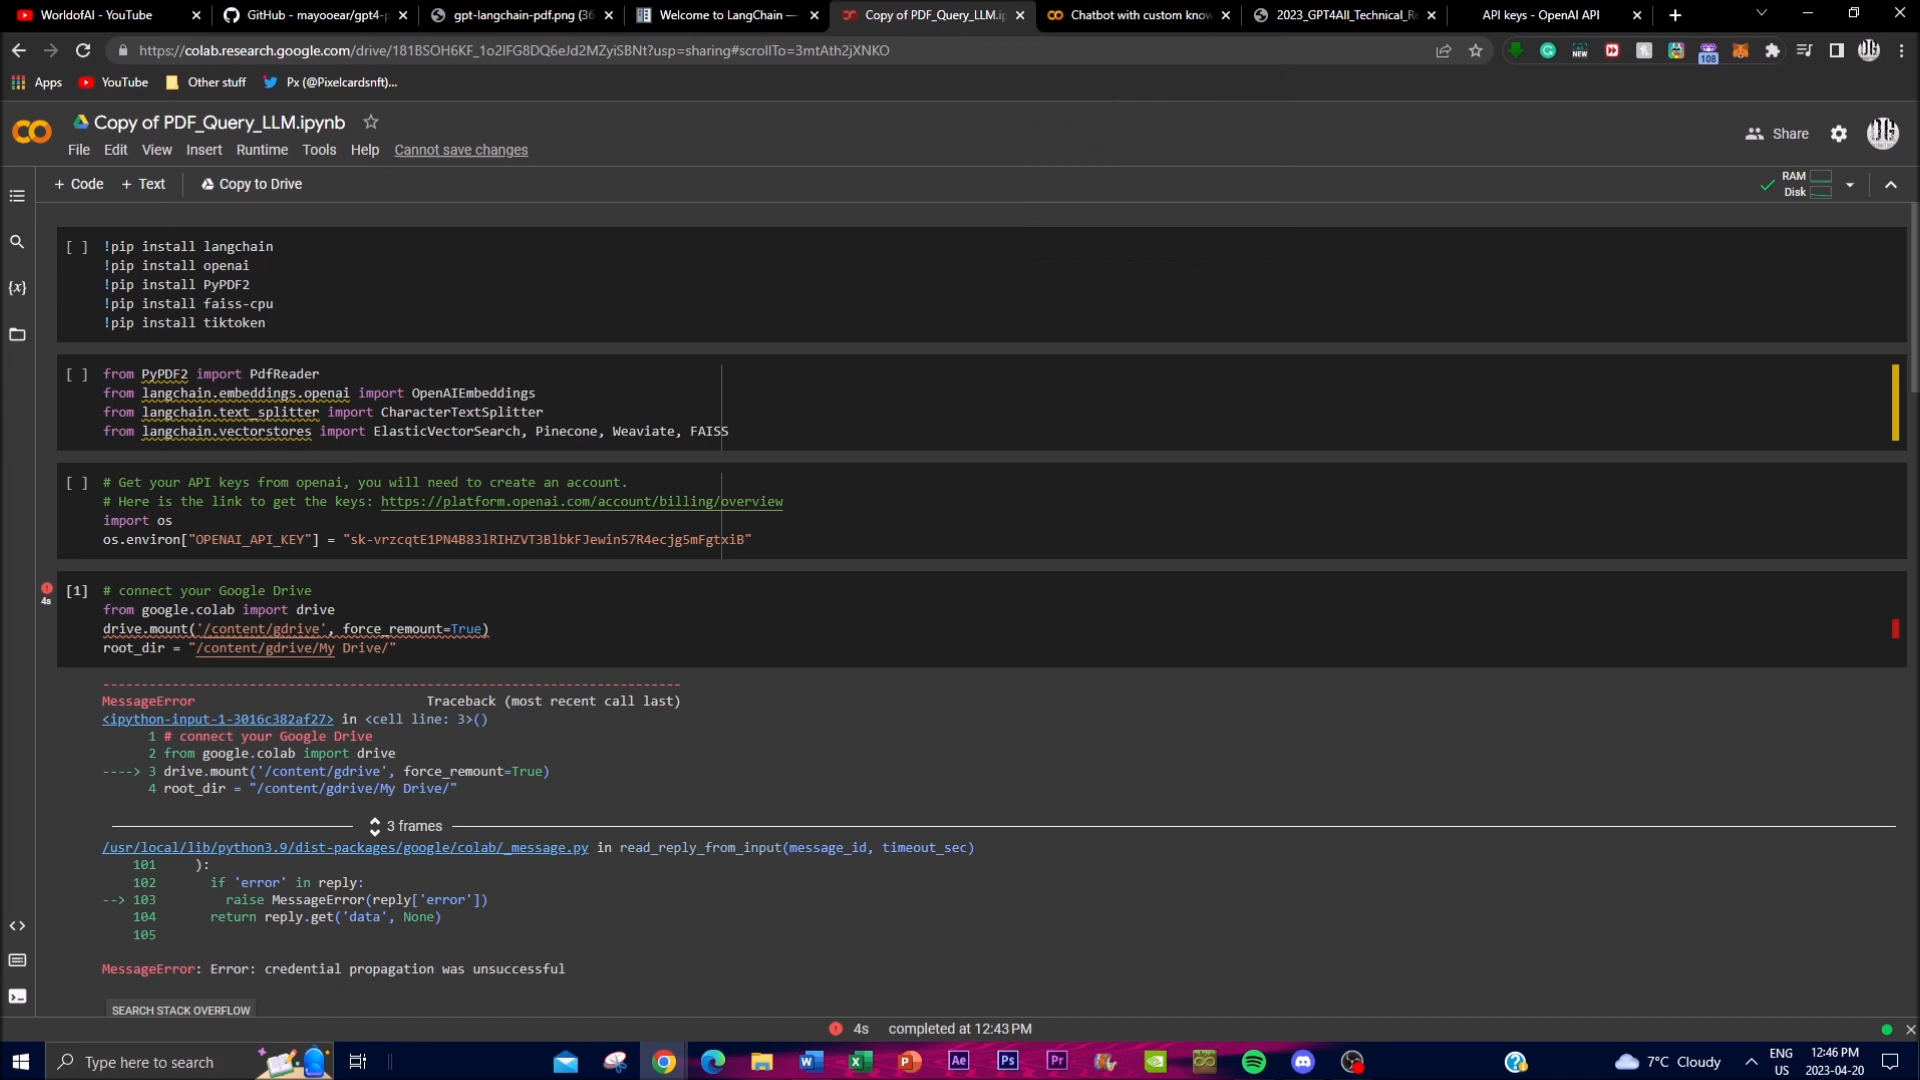 WorldofAI - YouTube
GitHub - mayooear/gpt4-p
gpt-langchain-pdf.png (36
Welcome to LangChain —
Copy of PDF_Query_LLM.i
Chatbot with custom know
2023_GPT4All_Technical_Re
API keys - OpenAI API
https://colab.research.google.com/drive/181BSOH6KF_1o2lFG8DQ6eJd2MZyiSBNt?usp=sharing#scrollTo=3mtAth2jXNKO
NEW
108
Apps YouTube Other stuff Px (@Pixelcardsnft)...
Copy of PDF_Query_LLM.ipynb
Share
File Edit View Insert Runtime Tools Help Cannot save changes
+ Code + Text Copy to Drive
RAM
Disk
[ ] !pip install langchain
!pip install openai
!pip install PyPDF2
!pip install faiss-cpu
!pip install tiktoken
[ ] from PyPDF2 import PdfReader
from langchain.embeddings.openai import OpenAIEmbeddings
from langchain.text_splitter import CharacterTextSplitter
from langchain.vectorstores import ElasticVectorSearch, Pinecone, Weaviate, FAISS
[ ] # Get your API keys from openai, you will need to create an account.
# Here is the link to get the keys: https://platform.openai.com/account/billing/overview
import os
os.environ["OPENAI_API_KEY"] = "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"
[1] # connect your Google Drive
4s
from google.colab import drive
drive.mount('/content/gdrive', force_remount=True)
root_dir = "/content/gdrive/My Drive/"
MessageError Traceback (most recent call last)
<ipython-input-1-3016c382af27> in <cell line: 3>()
1 # connect your Google Drive
2 from google.colab import drive
----> 3 drive.mount('/content/gdrive', force_remount=True)
4 root_dir = "/content/gdrive/My Drive/"
3 frames
/usr/local/lib/python3.9/dist-packages/google/colab/_message.py in read_reply_from_input(message_id, timeout_sec)
101 ):
102 if 'error' in reply:
--> 103 raise MessageError(reply['error'])
104 return reply.get('data', None)
105
MessageError: Error: credential propagation was unsuccessful
SEARCH STACK OVERFLOW
4s completed at 12:43 PM
Type here to search
Ae
Ps
Pr
7°C Cloudy
ENG
US
12:46 PM
2023-04-20